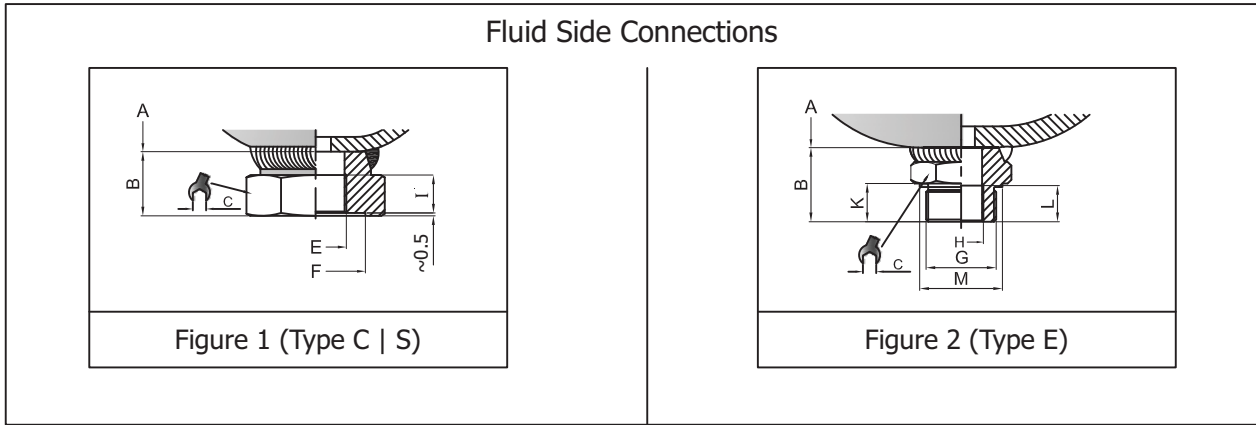 Fluid Side Connections
A
B
C
I
E
F
~0.5
Figure 1 (Type C | S)
A
B
K
L
H
C
G
M
Figure 2 (Type E)